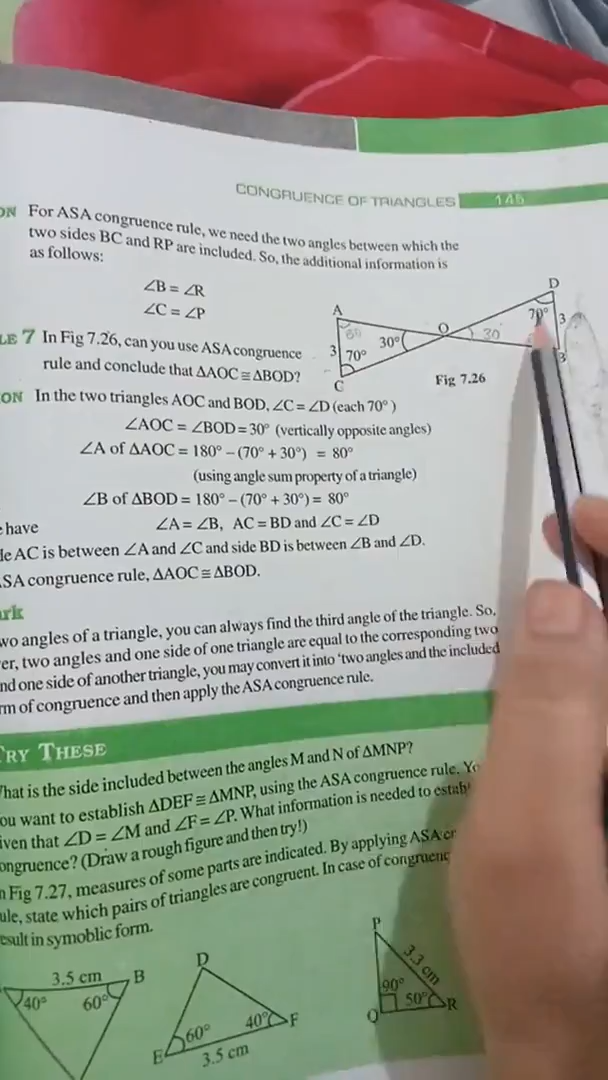 CONGRUENCE OF TRIANGLES 145
ON For ASA congruence rule, we need the two angles between which the
two sides BC and RP are included. So, the additional information is
as follows:
∠B = ∠R
∠C = ∠P
LE 7 In Fig 7.26, can you use ASA congruence
rule and conclude that ΔAOC ≅ ΔBOD?
A
O
D
3
70°
30°
30
70°
3
C
Fig 7.26
ON In the two triangles AOC and BOD, ∠C = ∠D (each 70°)
∠AOC = ∠BOD = 30° (vertically opposite angles)
∠A of ΔAOC = 180° – (70° + 30°) = 80°
(using angle sum property of a triangle)
∠B of ΔBOD = 180° – (70° + 30°) = 80°
have ∠A = ∠B, AC = BD and ∠C = ∠D
AC is between ∠A and ∠C and side BD is between ∠B and ∠D.
SA congruence rule, ΔAOC ≅ ΔBOD.
ark
wo angles of a triangle, you can always find the third angle of the triangle. So,
er, two angles and one side of one triangle are equal to the corresponding two
nd one side of another triangle, you may convert it into 'two angles and the included
rm of congruence and then apply the ASA congruence rule.
TRY THESE
hat is the side included between the angles M and N of ΔMNP?
ou want to establish ΔDEF ≅ ΔMNP, using the ASA congruence rule.
iven that ∠D = ∠M and ∠F = ∠P. What information is needed to estab
ongruence? (Draw a rough figure and then try!)
n Fig 7.27, measures of some parts are indicated. By applying ASA
ule, state which pairs of triangles are congruent. In case of congruenc
esult in symoblic form.
3.5 cm B
40° 60°
D
60° 40° F
E 3.5 cm
P
3.3 cm
90°
50° R
Q